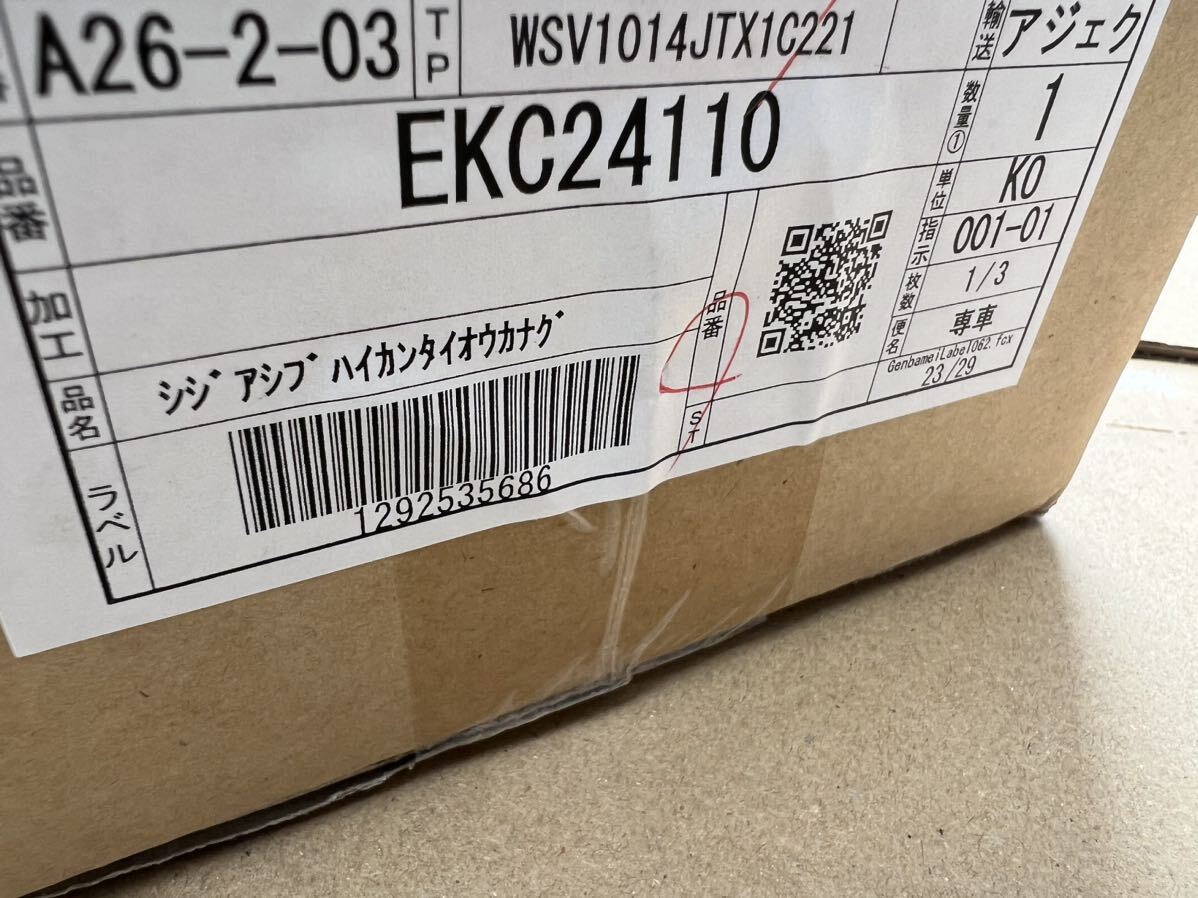 A26-2-03
TP
WSV1014JTX1C221
輸送
アジェク
品番
EKC24110
数量①
1
単位
KO
加工
指示
001-01
品番
枚数
1/3
品名
シジアシブハイカンタイオウカナグ
便名
専車
GenbameiLabel062.fcx
23/29
ST
ラベル
1292535686